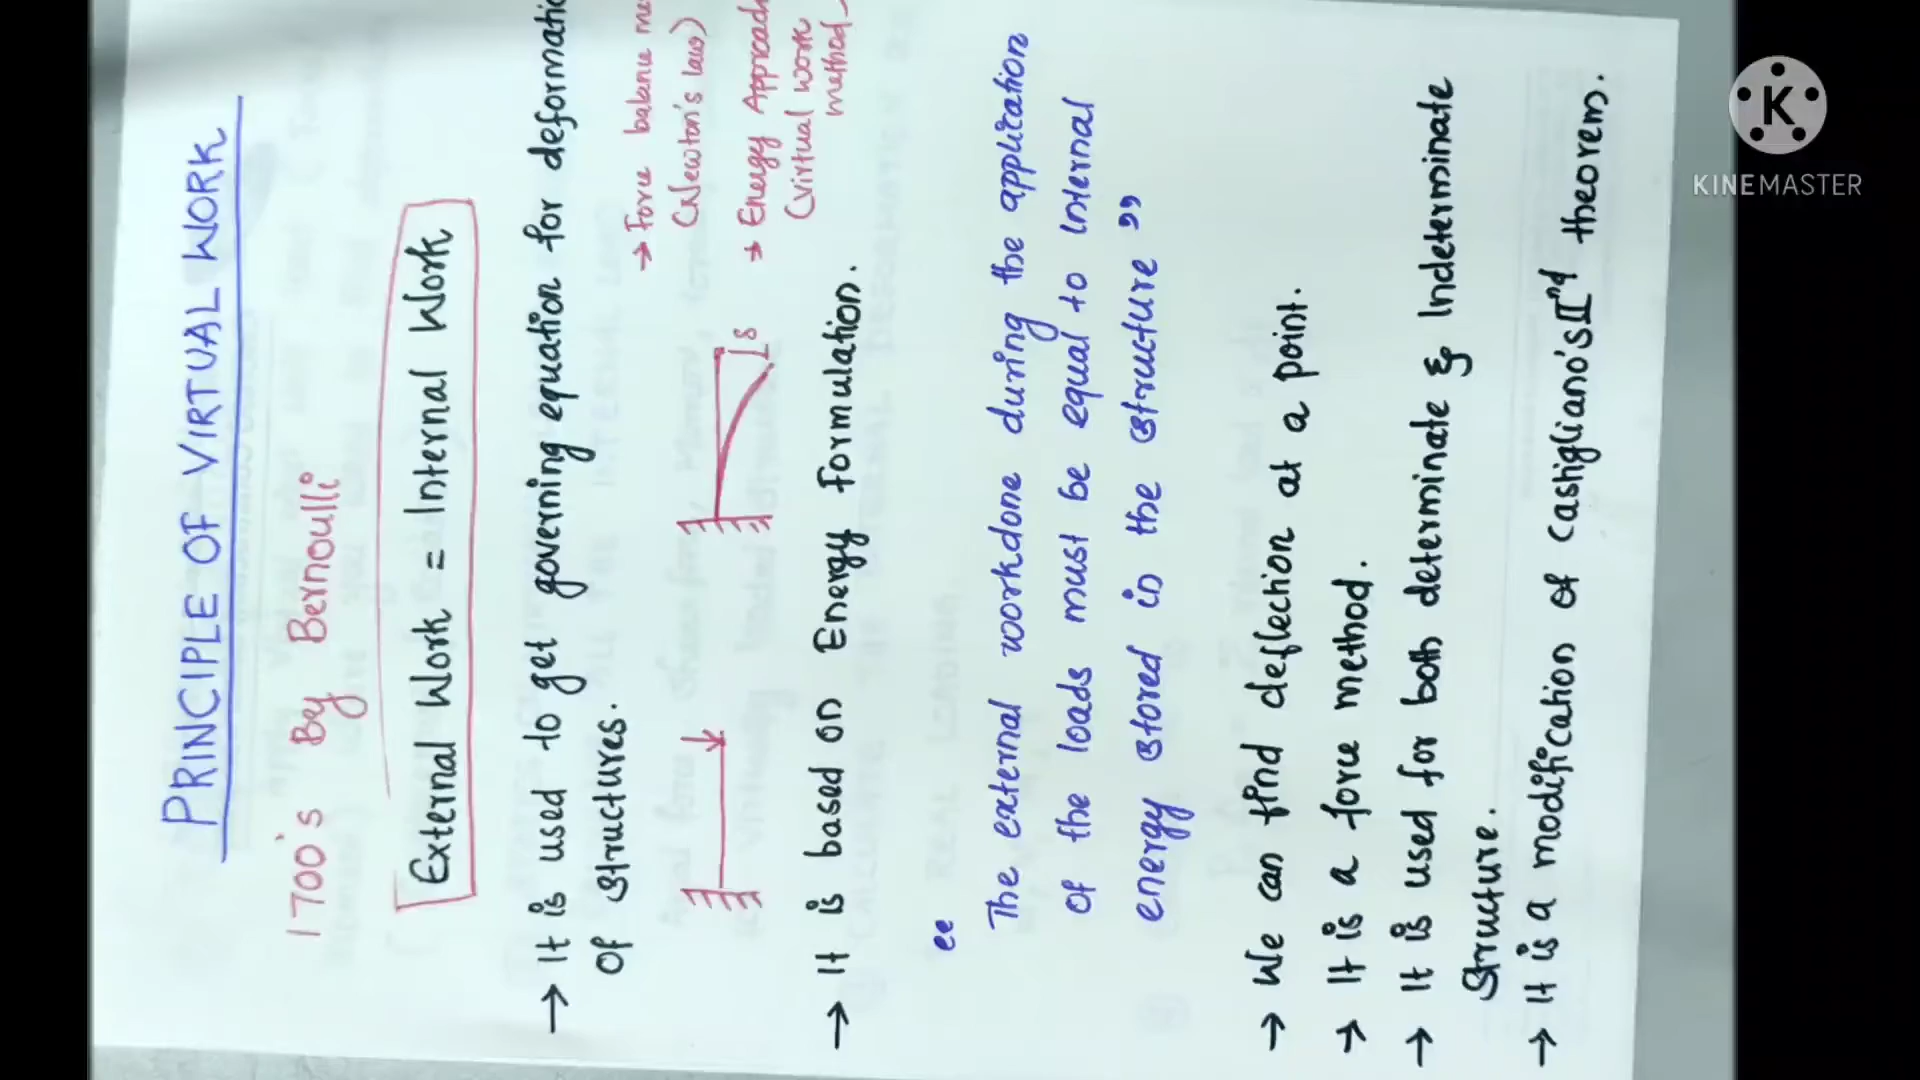 PRINCIPLE OF VIRTUAL WORK
1700's By Bernoulli
External Work = Internal Work
→ It is used to get governing equation for
of structures.
→ Force balance
(Newton's law)
→ Energy
(virtual work
method
δ
→ It is based on Energy Formulation.
“ The external workdone during the application
of the loads must be equal to internal
energy stored in the structure ”
→ We can find deflection at a point.
→ It is a force method.
→ It is used for both determinate & Indeterminate
Structure.
→ It is a modification of Castigliano's IInd theorem.
K
KINEMASTER